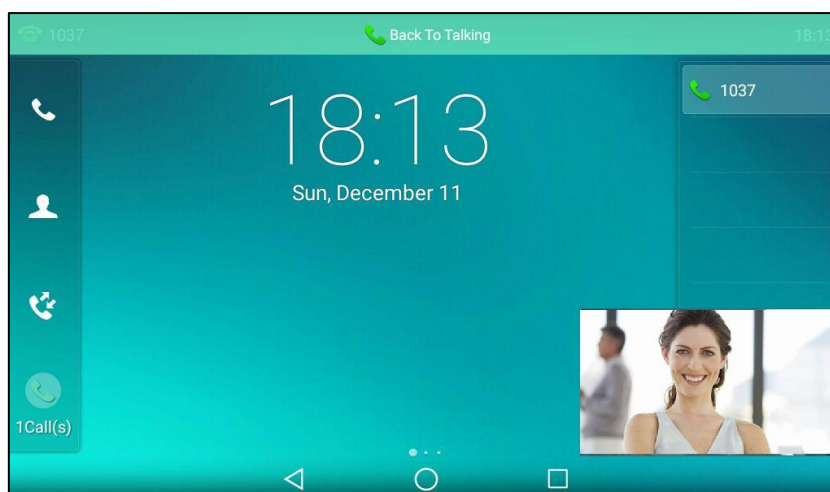 1037
Back To Talking
18:13
1037
18:13
Sun, December 11
1Call(s)